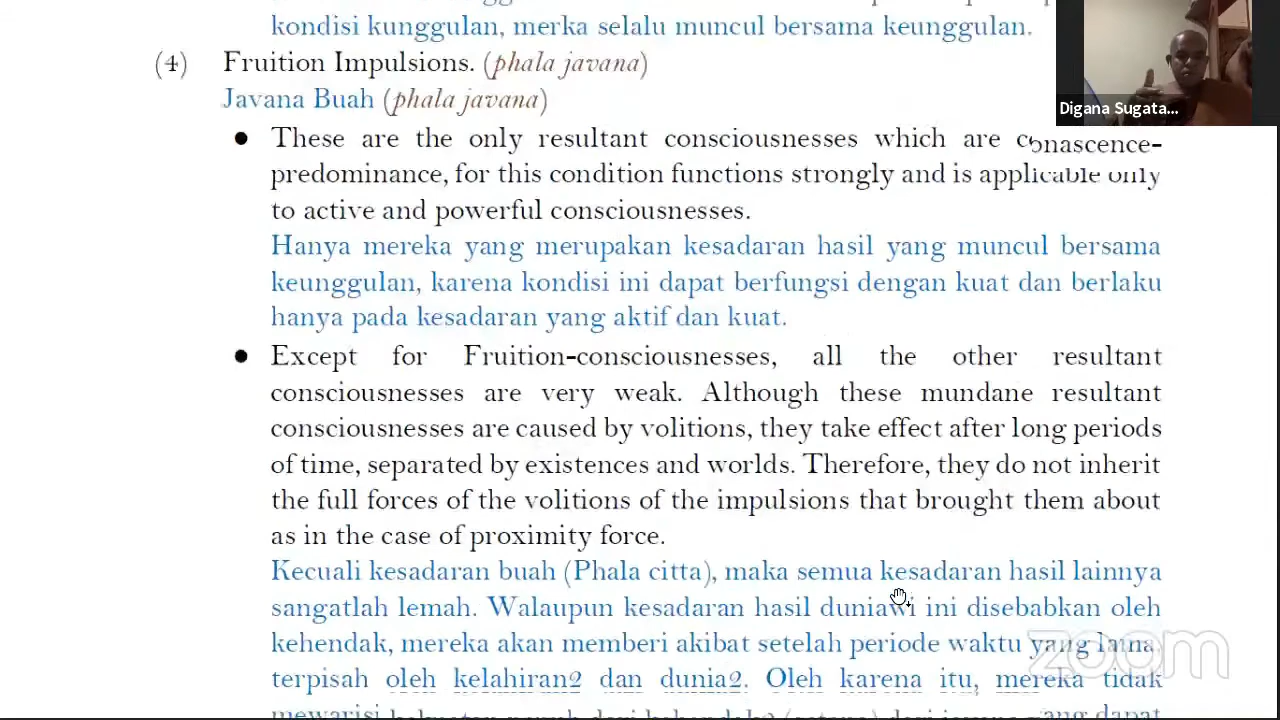 kondisi kunggulan, merka selalu muncul bersama keunggulan.
(4) Fruition Impulsions. (phala javana)
Javana Buah (phala javana)
Digana Sugata...
● These are the only resultant consciousnesses which are conascence-
predominance, for this condition functions strongly and is applicable only
to active and powerful consciousnesses.
Hanya mereka yang merupakan kesadaran hasil yang muncul bersama
keunggulan, karena kondisi ini dapat berfungsi dengan kuat dan berlaku
hanya pada kesadaran yang aktif dan kuat.
● Except for Fruition-consciousnesses, all the other resultant
consciousnesses are very weak. Although these mundane resultant
consciousnesses are caused by volitions, they take effect after long periods
of time, separated by existences and worlds. Therefore, they do not inherit
the full forces of the volitions of the impulsions that brought them about
as in the case of proximity force.
Kecuali kesadaran buah (Phala citta), maka semua kesadaran hasil lainnya
sangatlah lemah. Walaupun kesadaran hasil duniawi ini disebabkan oleh
kehendak, mereka akan memberi akibat setelah periode waktu yang lama,
terpisah oleh kelahiran2 dan dunia2. Oleh karena itu, mereka tidak
zoom